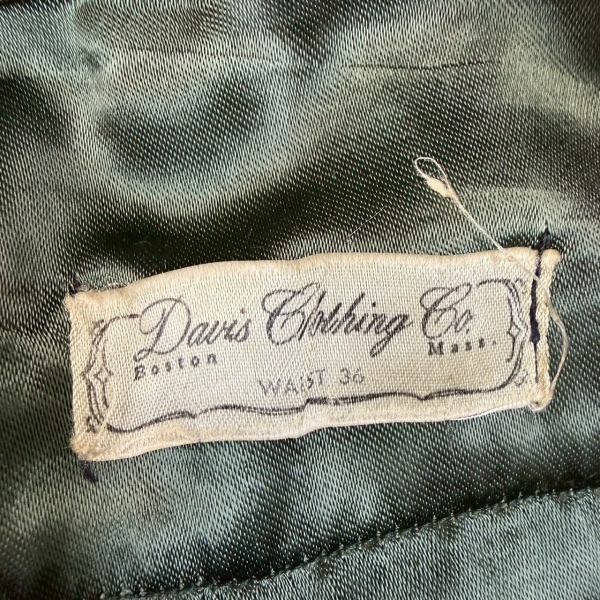 Davis Clothing Co.
Boston Mass.
WAIST 36